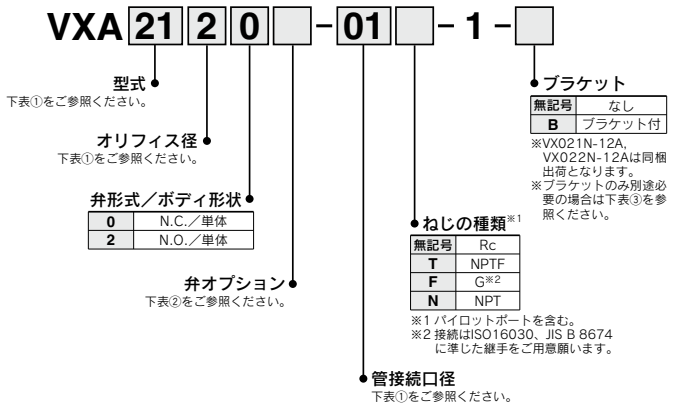 VXA 21 2 0 - 01 - 1 -
型式
下表①をご参照ください。
オリフィス径
下表①をご参照ください。
弁形式／ボディ形状
0 N.C.／単体
2 N.O.／単体
弁オプション
下表②をご参照ください。
管接続口径
下表①をご参照ください。
ねじの種類※1
無記号 Rc
T NPTF
F G※2
N NPT
※1 パイロットポートを含む。
※2 接続はISO16030、JIS B 8674
に準じた継手をご用意願います。
ブラケット
無記号 なし
B ブラケット付
※VX021N-12A,
VX022N-12Aは同梱
出荷となります。
※ブラケットのみ別途必
要の場合は下表③を参
照ください。